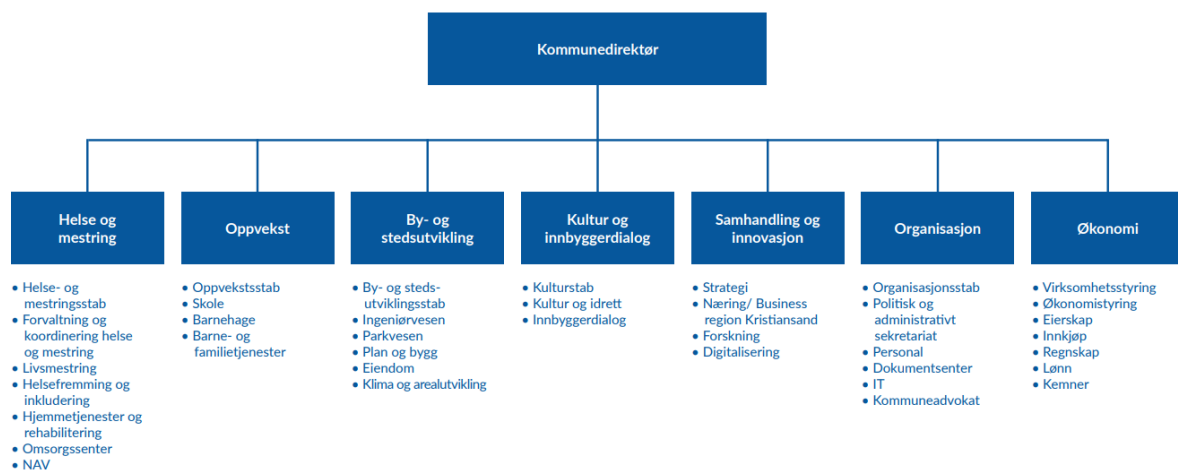 Kommunedirektør
Helse og
mestring
Oppvekst
By- og
stedsutvikling
Kultur og
innbyggerdialog
Samhandling og
innovasjon
Organisasjon
Økonomi
• Helse- og
mestringsstab
• Forvaltning og
koordinering helse
og mestring
• Livsmestring
• Helsefremming og
inkludering
• Hjemmetjenester og
rehabilitering
• Omsorgssenter
• NAV
• Oppvekstsstab
• Skole
• Barnehage
• Barne- og
familietjenester
• By- og steds-
utviklingsstab
• Ingeniørvesen
• Parkvesen
• Plan og bygg
• Eiendom
• Klima og arealutvikling
• Kulturstab
• Kultur og idrett
• Innbyggerdialog
• Strategi
• Næring/ Business
region Kristiansand
• Forskning
• Digitalisering
• Organisasjonsstab
• Politisk og
administrativt
sekretariat
• Personal
• Dokumentsenter
• IT
• Kommuneadvokat
• Virksomhetsstyring
• Økonomistyring
• Eierskap
• Innkjøp
• Regnskap
• Lønn
• Kemner